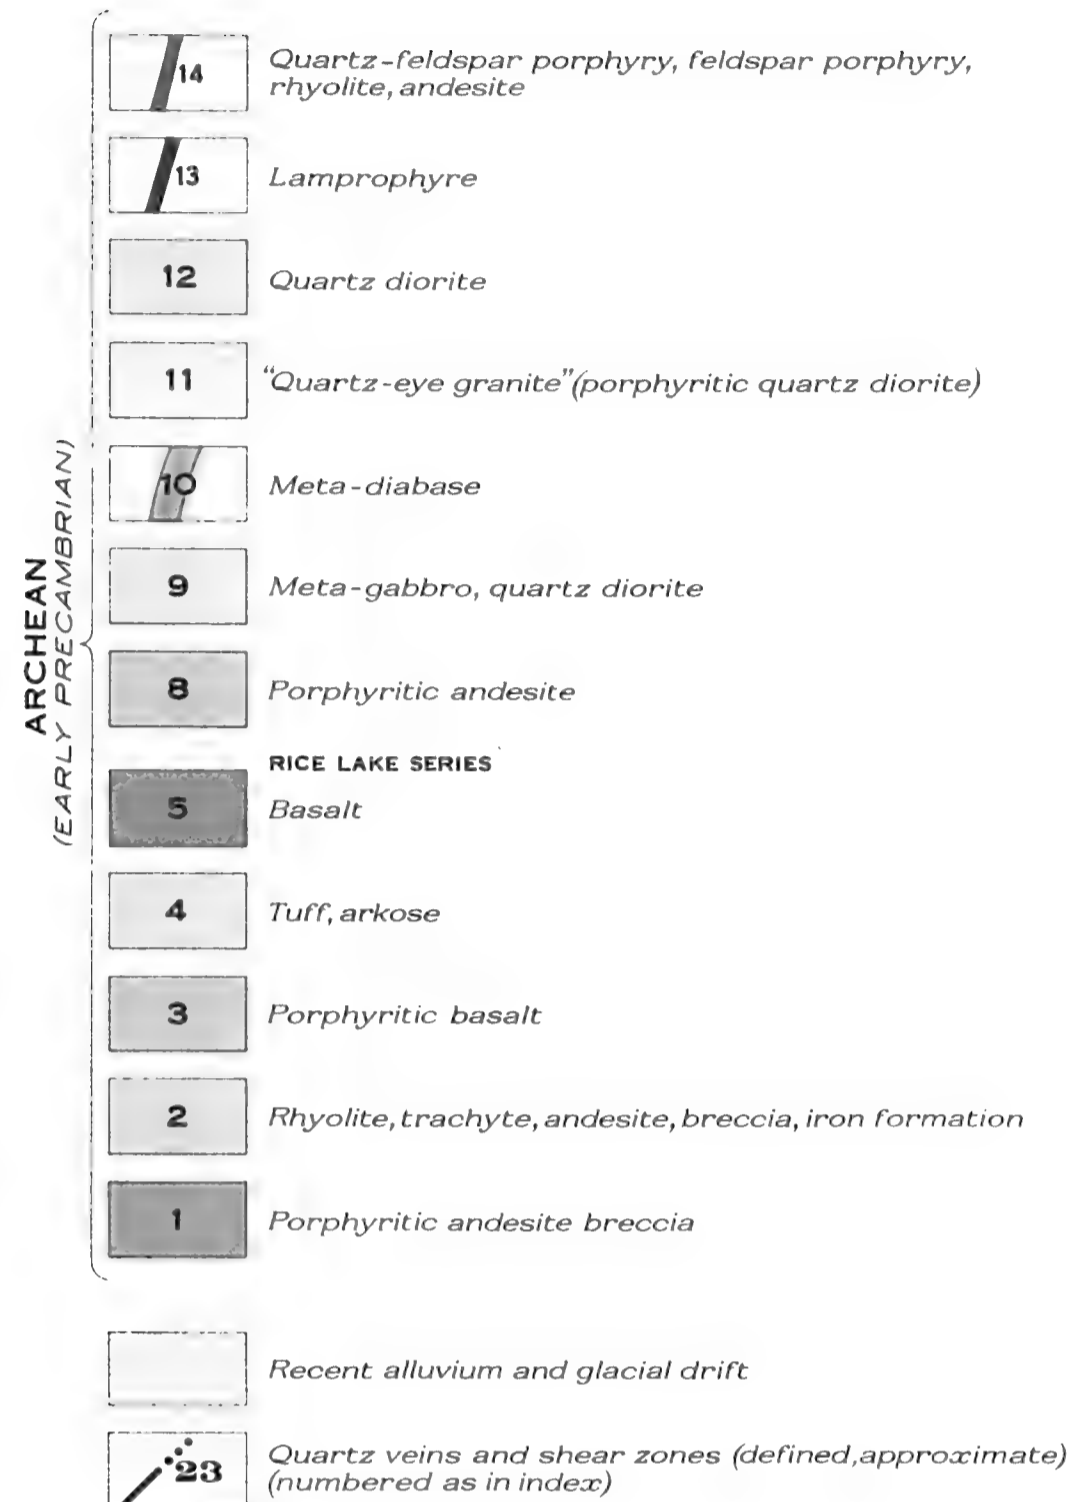 14
Quartz-feldspar porphyry, feldspar porphyry,
rhyolite, andesite
13
Lamprophyre
12
Quartz diorite
11
“Quartz-eye granite” (porphyritic quartz diorite)
10
Meta-diabase
9
Meta-gabbro, quartz diorite
8
Porphyritic andesite
ARCHEAN
(EARLY PRECAMBRIAN)
RICE LAKE SERIES
5
Basalt
4
Tuff, arkose
3
Porphyritic basalt
2
Rhyolite, trachyte, andesite, breccia, iron formation
1
Porphyritic andesite breccia
Recent alluvium and glacial drift
23
Quartz veins and shear zones (defined, approximate)
(numbered as in index)